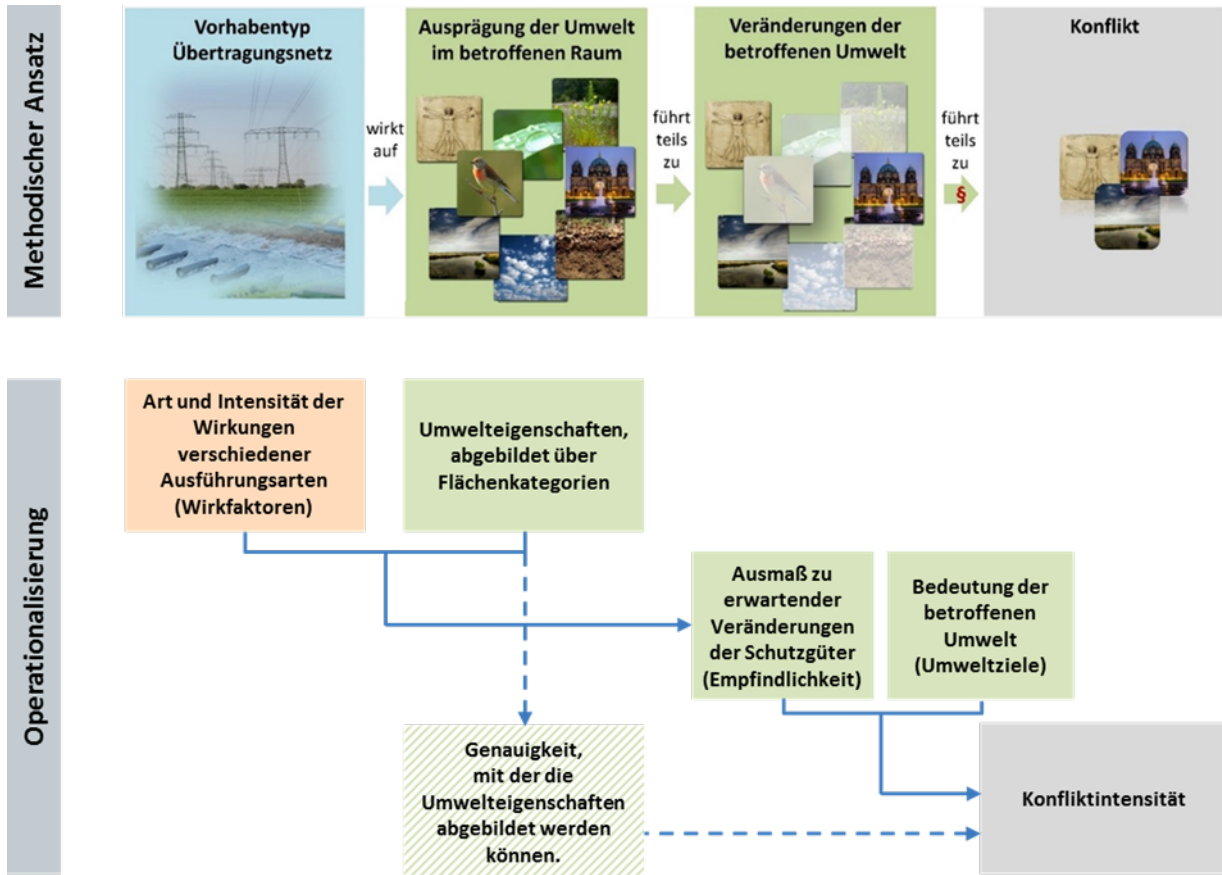 Methodischer Ansatz
Vorhabentyp
Übertragungsnetz
wirkt
auf
Ausprägung der Umwelt
im betroffenen Raum
führt
teils
zu
Veränderungen der
betroffenen Umwelt
führt
teils
zu
§
Konflikt
Operationalisierung
Art und Intensität der
Wirkungen
verschiedener
Ausführungsarten
(Wirkfaktoren)
Umwelteigenschaften,
abgebildet über
Flächenkategorien
Ausmaß zu
erwartender
Veränderungen
der Schutzgüter
(Empfindlichkeit)
Bedeutung der
betroffenen
Umwelt
(Umweltziele)
Genauigkeit,
mit der die
Umwelteigenschaften
abgebildet werden
können.
Konfliktintensität